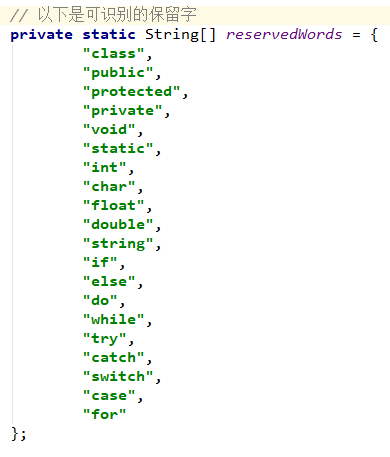 // 以下是可识别的保留字
private static String[] reservedWords = {
"class",
"public",
"protected",
"private",
"void",
"static",
"int",
"char",
"float",
"double",
"string",
"if",
"else",
"do",
"while",
"try",
"catch",
"switch",
"case",
"for"
};